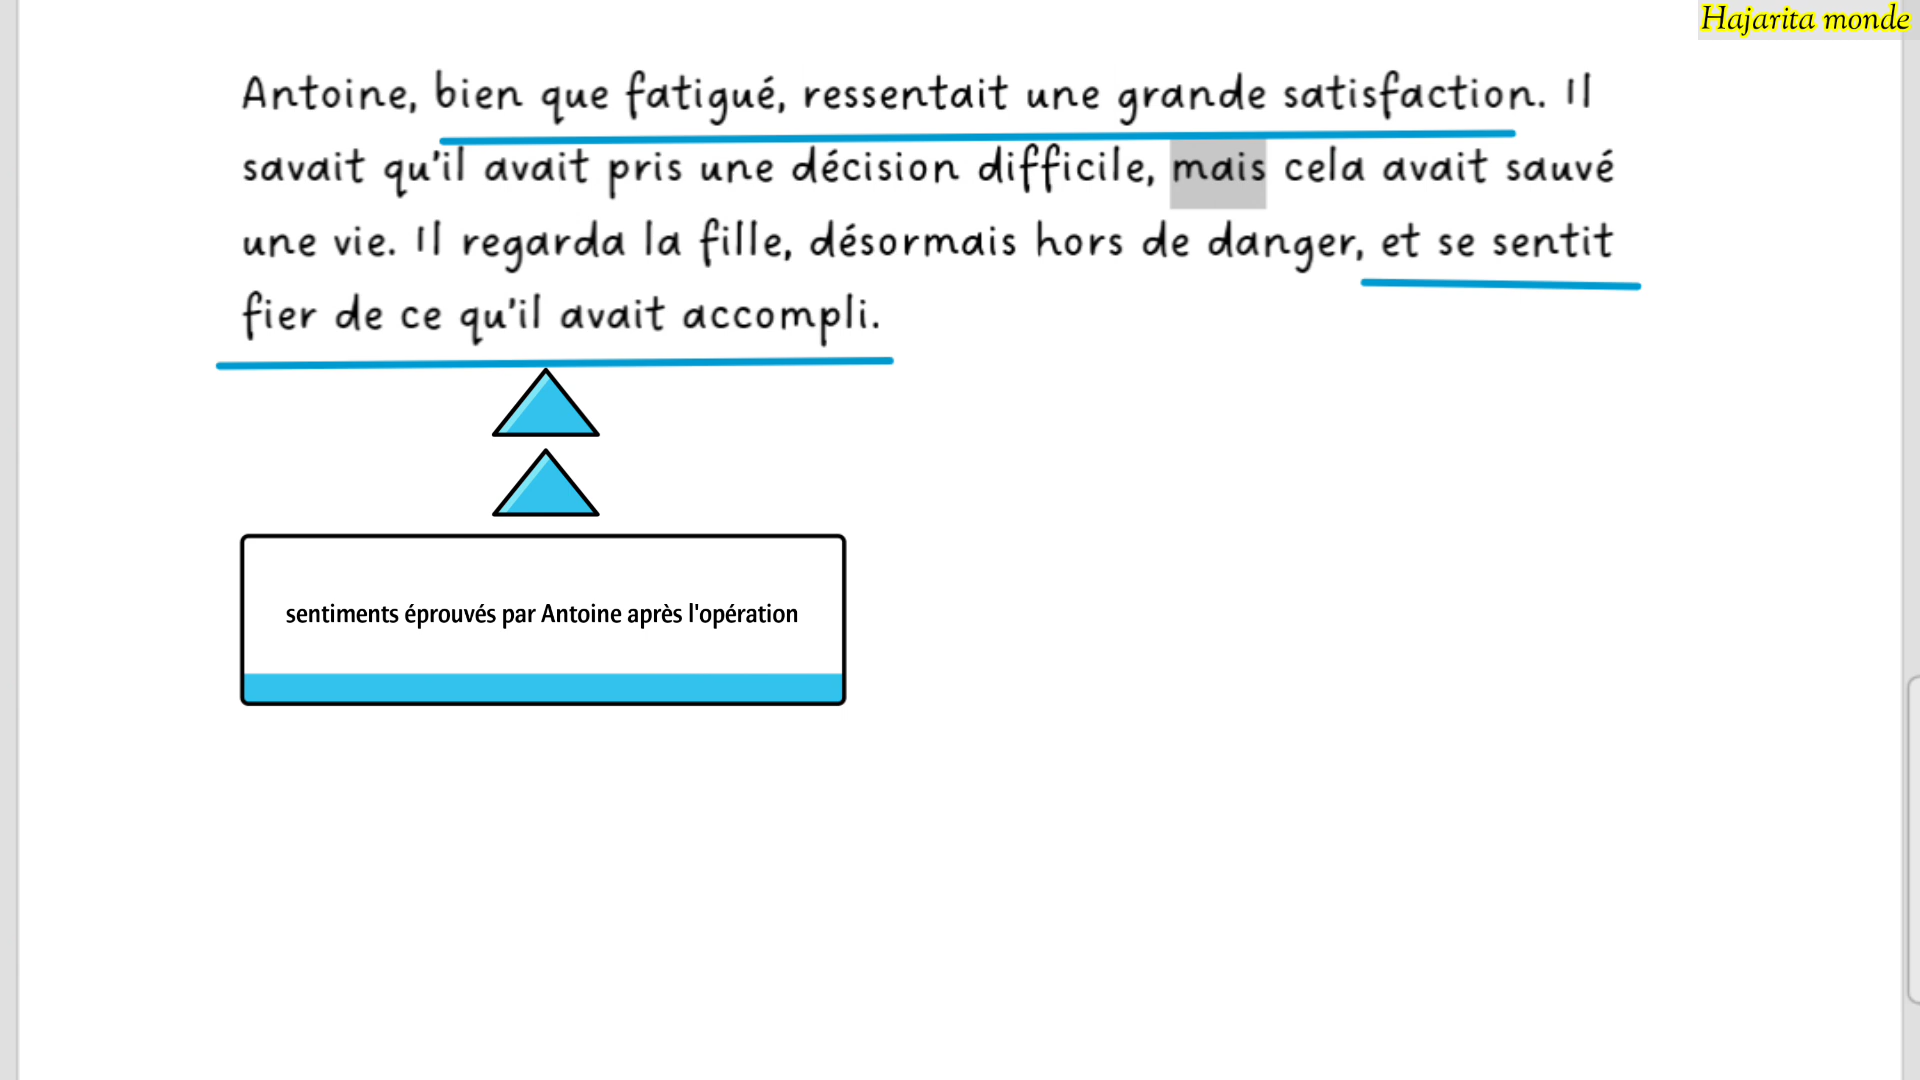 Hajarita monde
Antoine, bien que fatigué, ressentait une grande satisfaction. Il
savait qu'il avait pris une décision difficile, mais cela avait sauvé
une vie. Il regarda la fille, désormais hors de danger, et se sentit
fier de ce qu'il avait accompli.
sentiments éprouvés par Antoine après l'opération